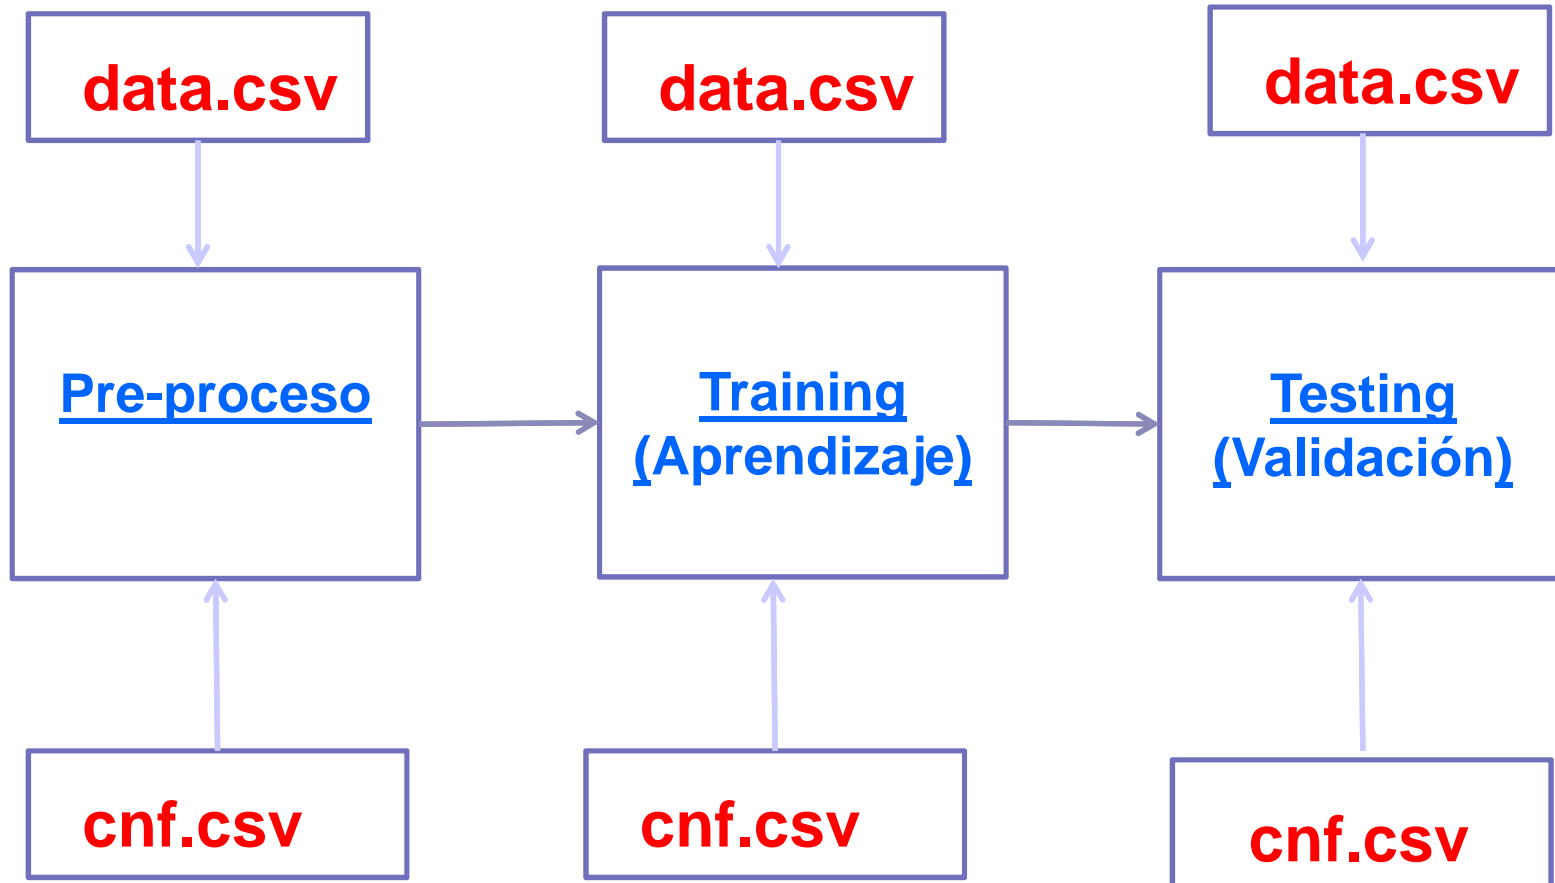 data.csv
data.csv
data.csv
Pre-proceso
Training
(Aprendizaje)
Testing
(Validación)
cnf.csv
cnf.csv
cnf.csv